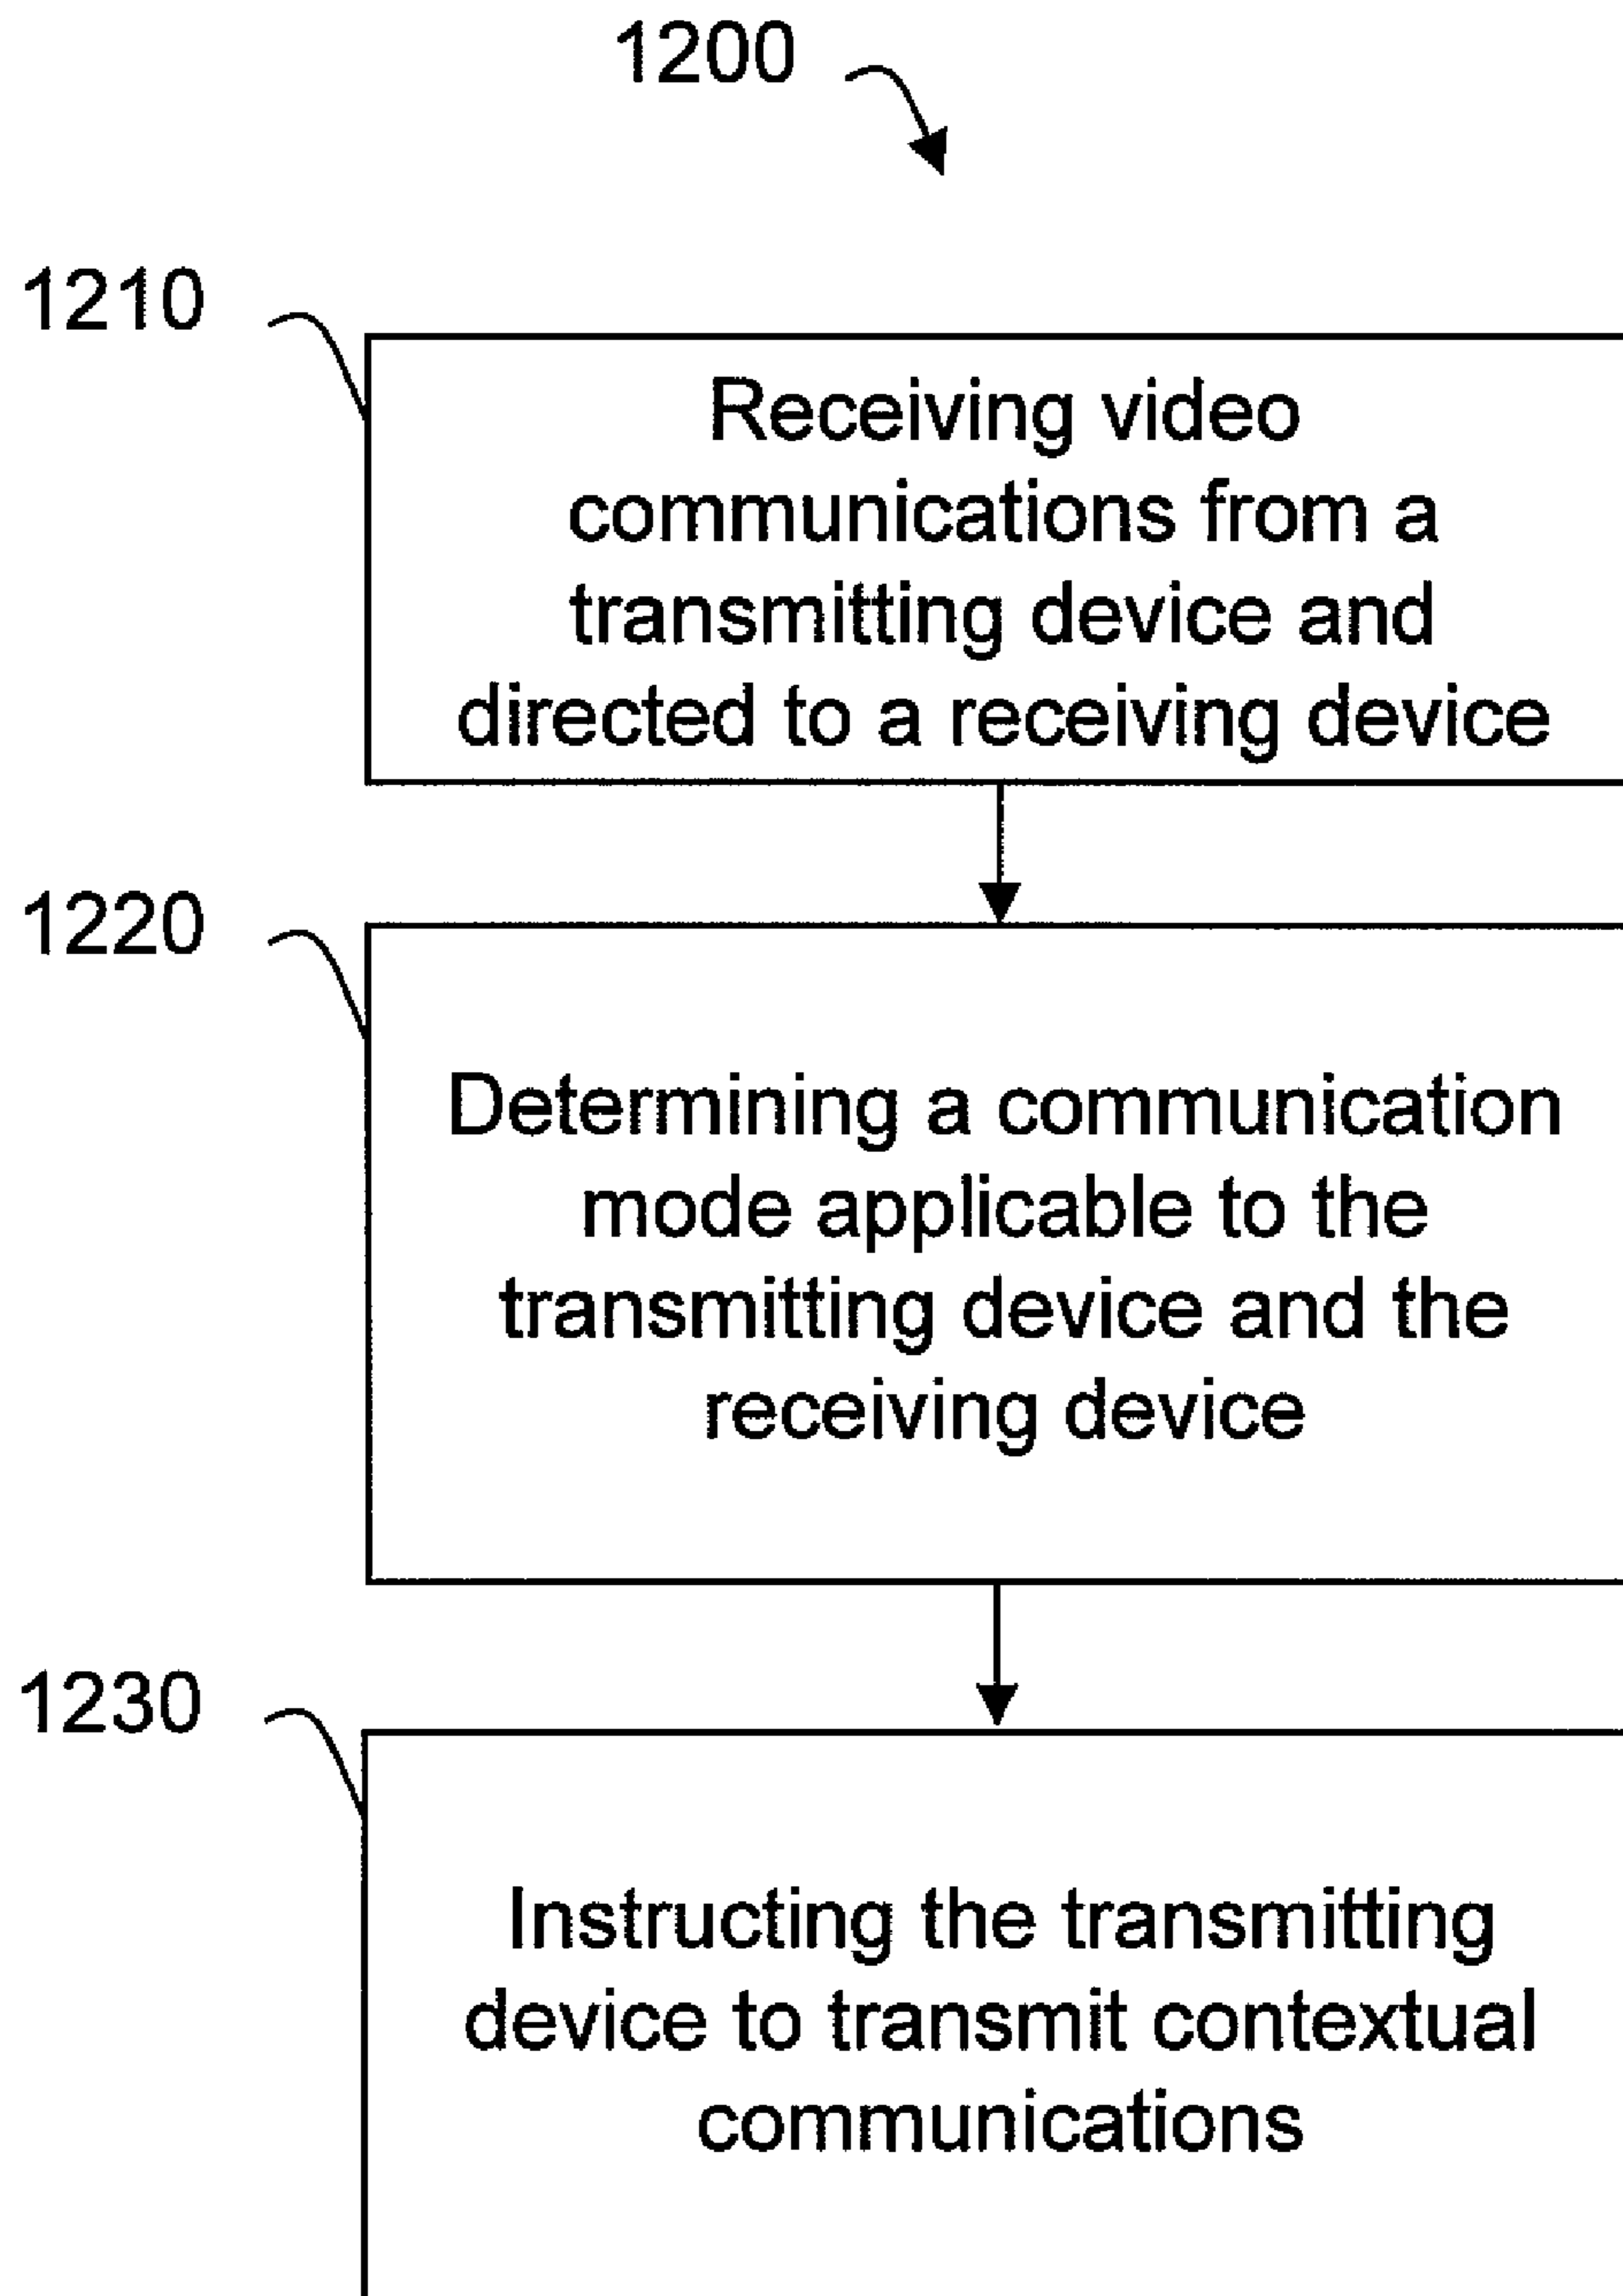 1200
1210
Receiving video
communications from a
transmitting device and
directed to a receiving device
1220
Determining a communication
mode applicable to the
transmitting device and the
receiving device
1230
Instructing the transmitting
device to transmit contextual
communications